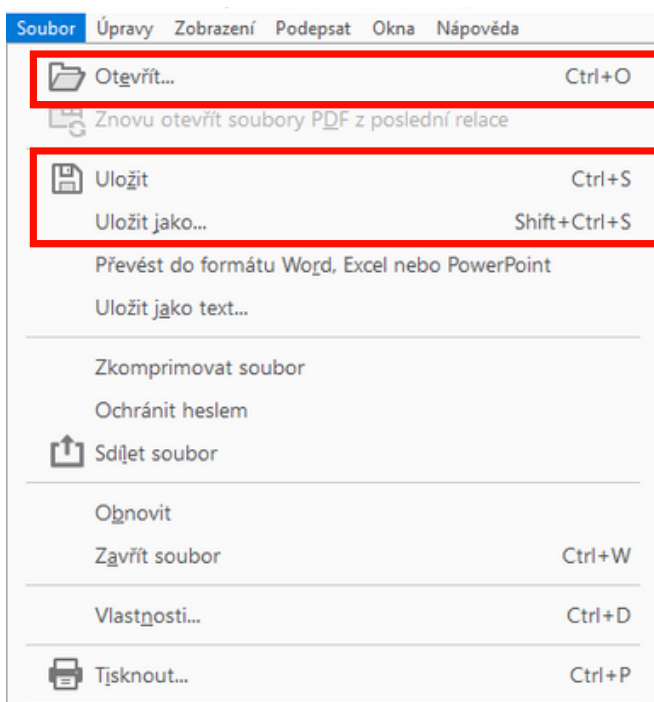 Soubor Úpravy Zobrazení Podepsat Okna Nápověda
Otevřít... Ctrl+O
Znovu otevřít soubory PDF z poslední relace
Uložit Ctrl+S
Uložit jako... Shift+Ctrl+S
Převést do formátu Word, Excel nebo PowerPoint
Uložit jako text...
Zkomprimovat soubor
Ochránit heslem
Sdílet soubor
Obnovit
Zavřít soubor Ctrl+W
Vlastnosti... Ctrl+D
Tisknout... Ctrl+P